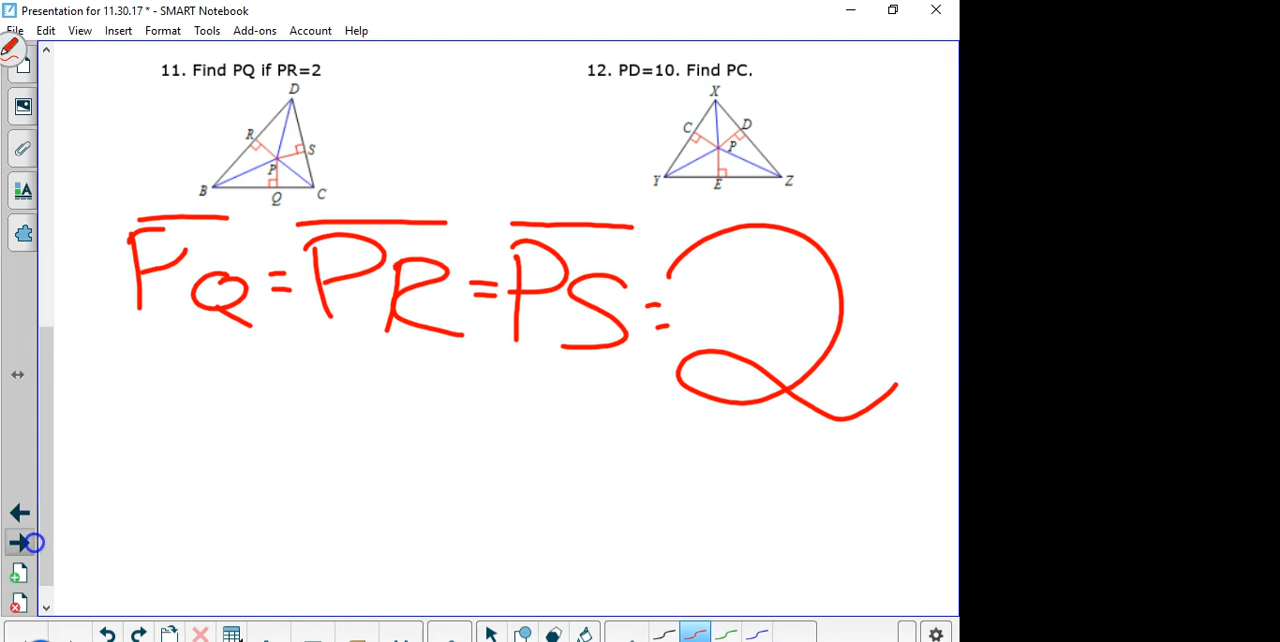 Presentation for 11.30.17 * - SMART Notebook
File Edit View Insert Format Tools Add-ons Account Help
11. Find PQ if PR=2
12. PD=10. Find PC.
D
R
S
P
B
Q
C
X
C
D
P
Y
E
Z
PQ = PR = PS = 2